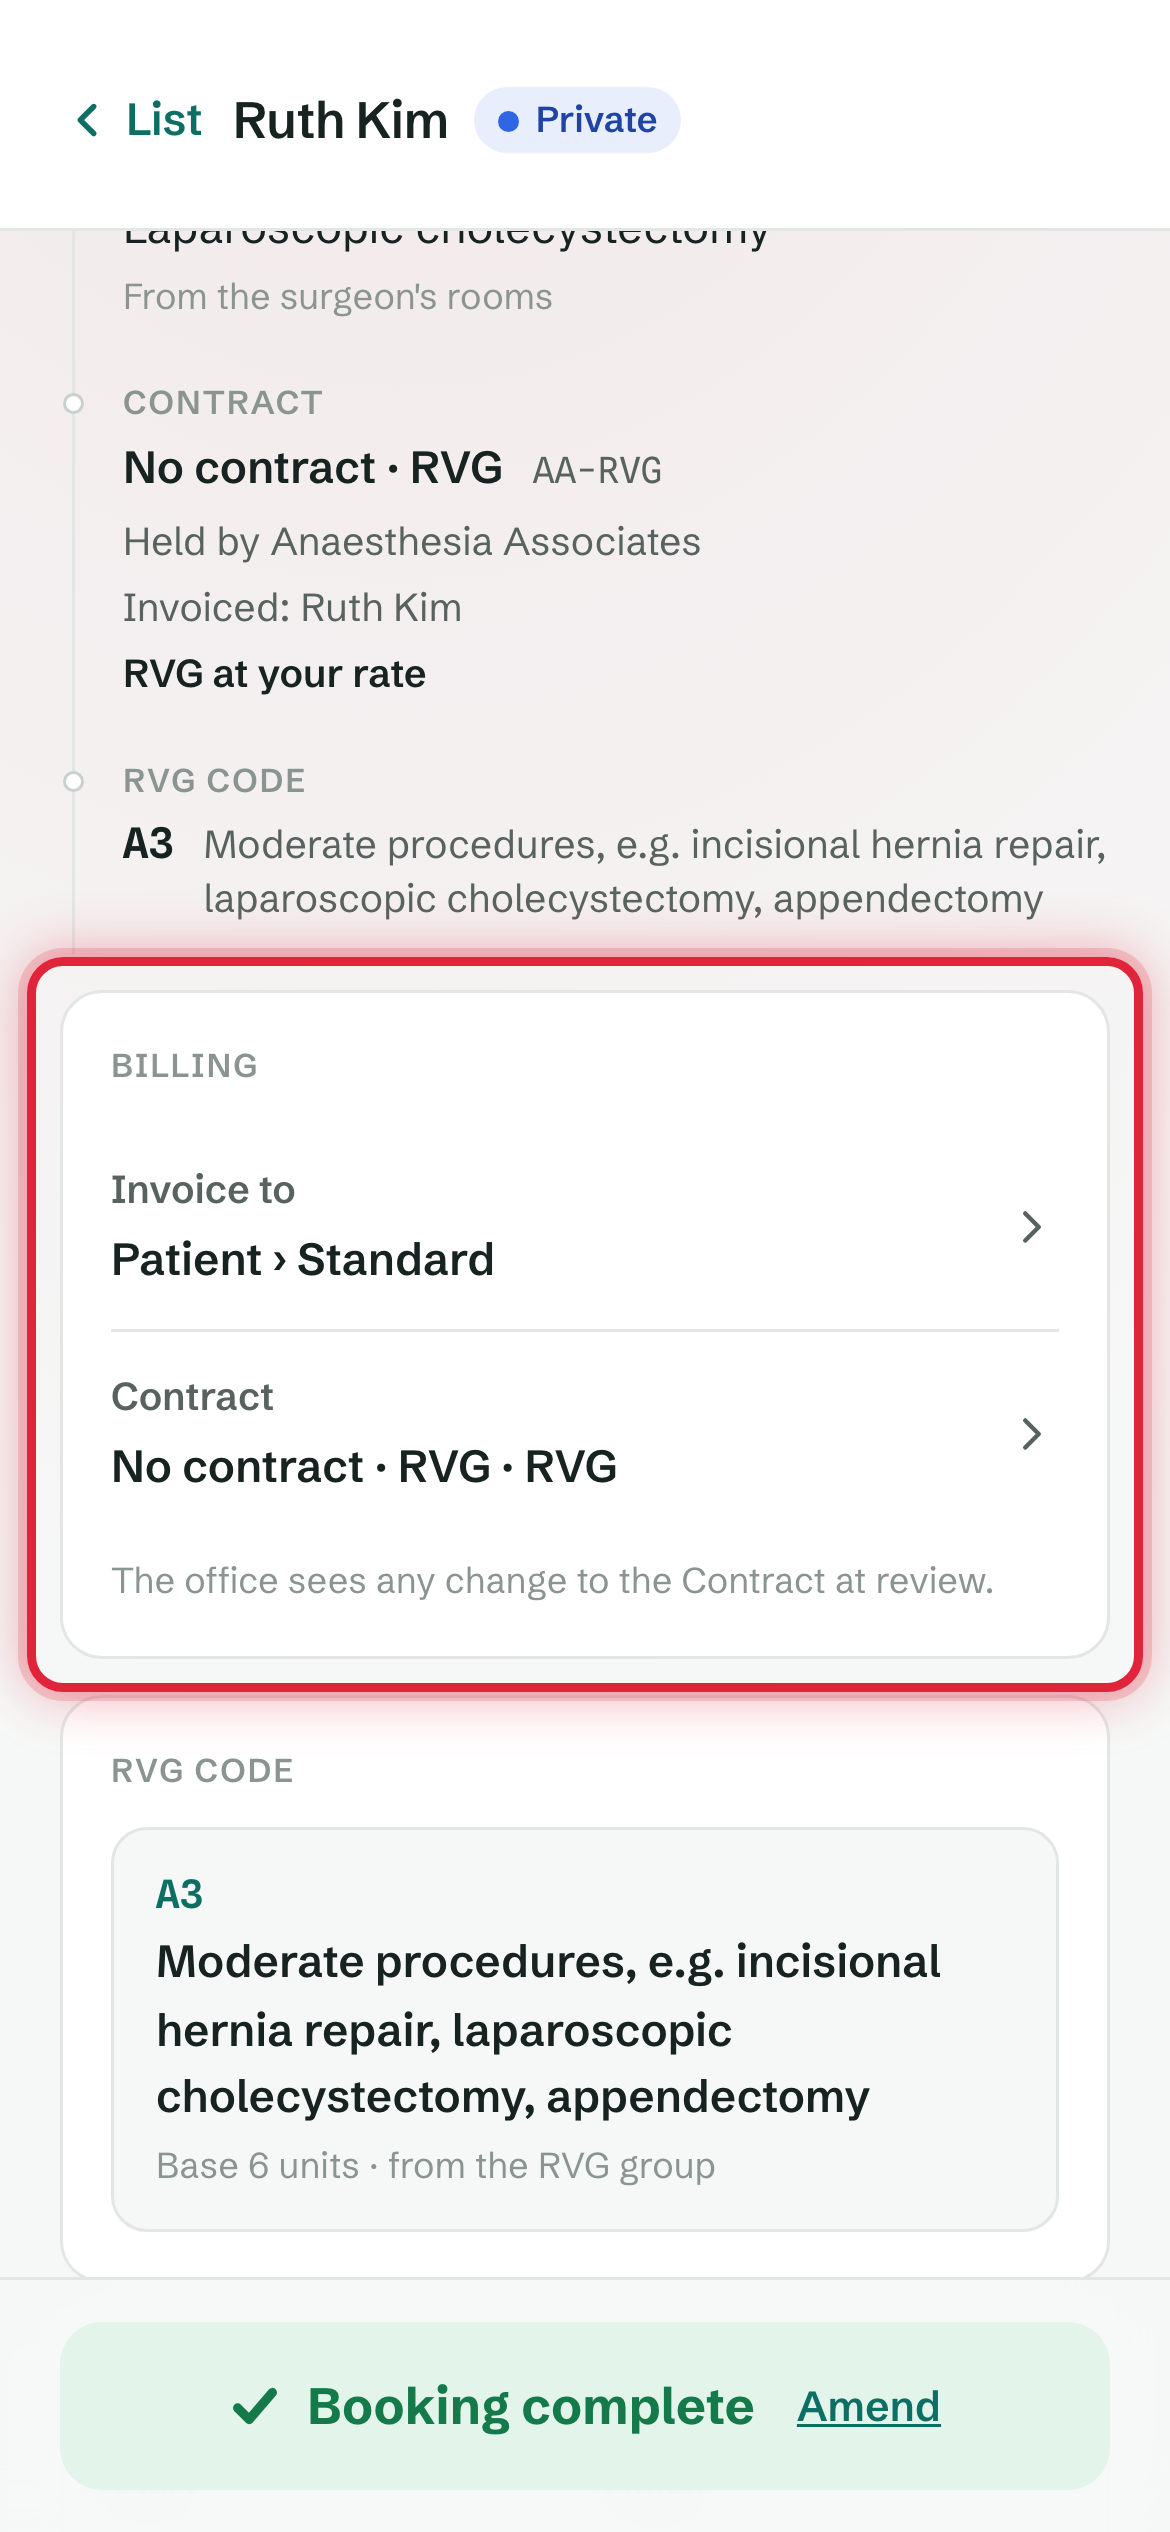 List Ruth Kim Private
Laparoscopic cholecystectomy
From the surgeon's rooms
CONTRACT
No contract · RVG AA-RVG
Held by Anaesthesia Associates
Invoiced: Ruth Kim
RVG at your rate
RVG CODE
A3 Moderate procedures, e.g. incisional hernia repair,
laparoscopic cholecystectomy, appendectomy
BILLING
Invoice to
Patient › Standard
Contract
No contract · RVG · RVG
The office sees any change to the Contract at review.
RVG CODE
A3
Moderate procedures, e.g. incisional
hernia repair, laparoscopic
cholecystectomy, appendectomy
Base 6 units · from the RVG group
Booking complete Amend